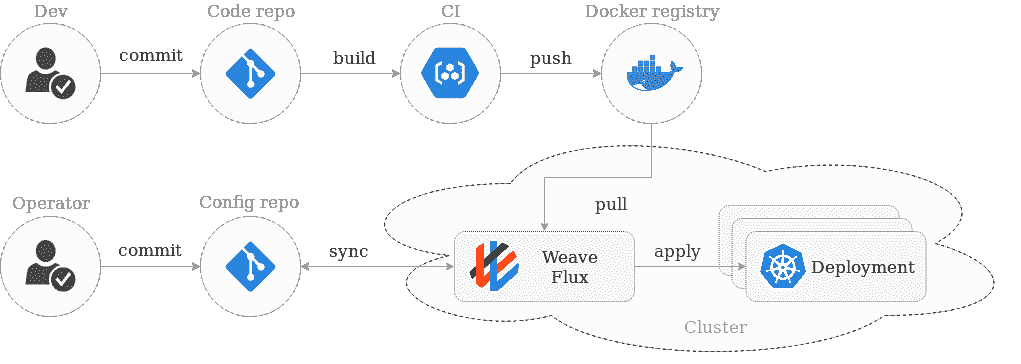 Dev
Code repo
CI
Docker registry
commit
build
push
Operator
Config repo
pull
commit
sync
Weave
Flux
apply
Deployment
Cluster